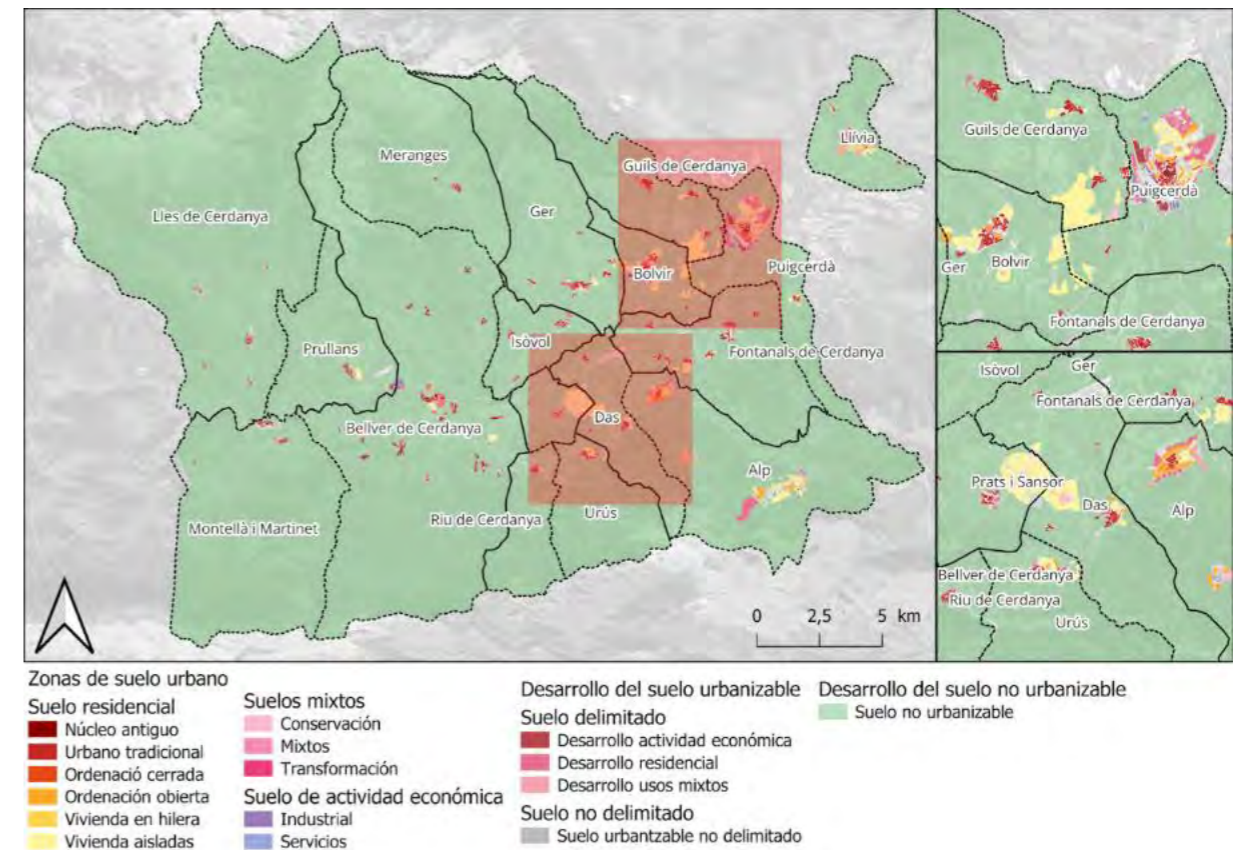 Lles de Cerdanya
Meranges
Ger
Guils de Cerdanya
Llívia
Bolvir
Puigcerdà
Prullans
Isòvol
Fontanals de Cerdanya
Das
Bellver de Cerdanya
Alp
Montellà i Martinet
Riu de Cerdanya
Urús
0 2,5 5 km
Guils de Cerdanya
Puigcerdà
Ger
Bolvir
Fontanals de Cerdanya
Isòvol
Ger
Fontanals de Cerdanya
Prats i Sansor
Das
Alp
Bellver de Cerdanya
Riu de Cerdanya
Urús
Zonas de suelo urbano
Suelo residencial
Núcleo antiguo
Urbano tradicional
Ordenació cerrada
Ordenación obierta
Vivienda en hilera
Vivienda aisladas
Suelos mixtos
Conservación
Mixtos
Transformación
Suelo de actividad económica
Industrial
Servicios
Desarrollo del suelo urbanizable
Suelo delimitado
Desarrollo actividad económica
Desarrollo residencial
Desarrollo usos mixtos
Suelo no delimitado
Suelo urbantzable no delimitado
Desarrollo del suelo no urbanizable
Suelo no urbanizable